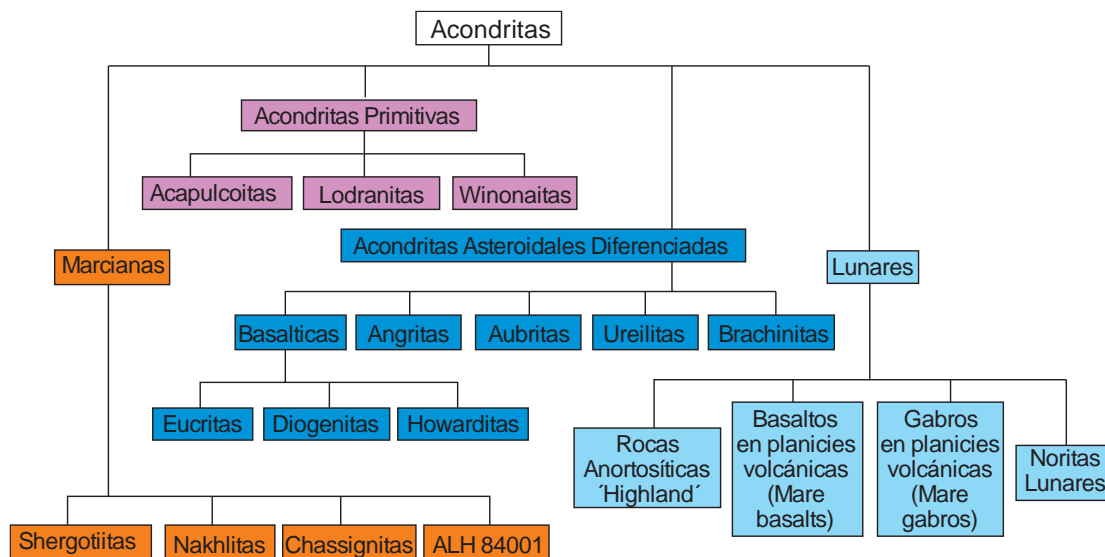 Acondritas
Acondritas Primitivas
Acapulcoitas
Lodranitas
Winonaitas
Acondritas Asteroidales Diferenciadas
Marcianas
Lunares
Basalticas
Angritas
Aubritas
Ureilitas
Brachinitas
Eucritas
Diogenitas
Howarditas
Rocas
Anortosíticas
´Highland´
Basaltos
en planicies
volcánicas
(Mare
basalts)
Gabros
en planicies
volcánicas
(Mare
gabros)
Noritas
Lunares
Shergotiitas
Nakhlitas
Chassignitas
ALH 84001